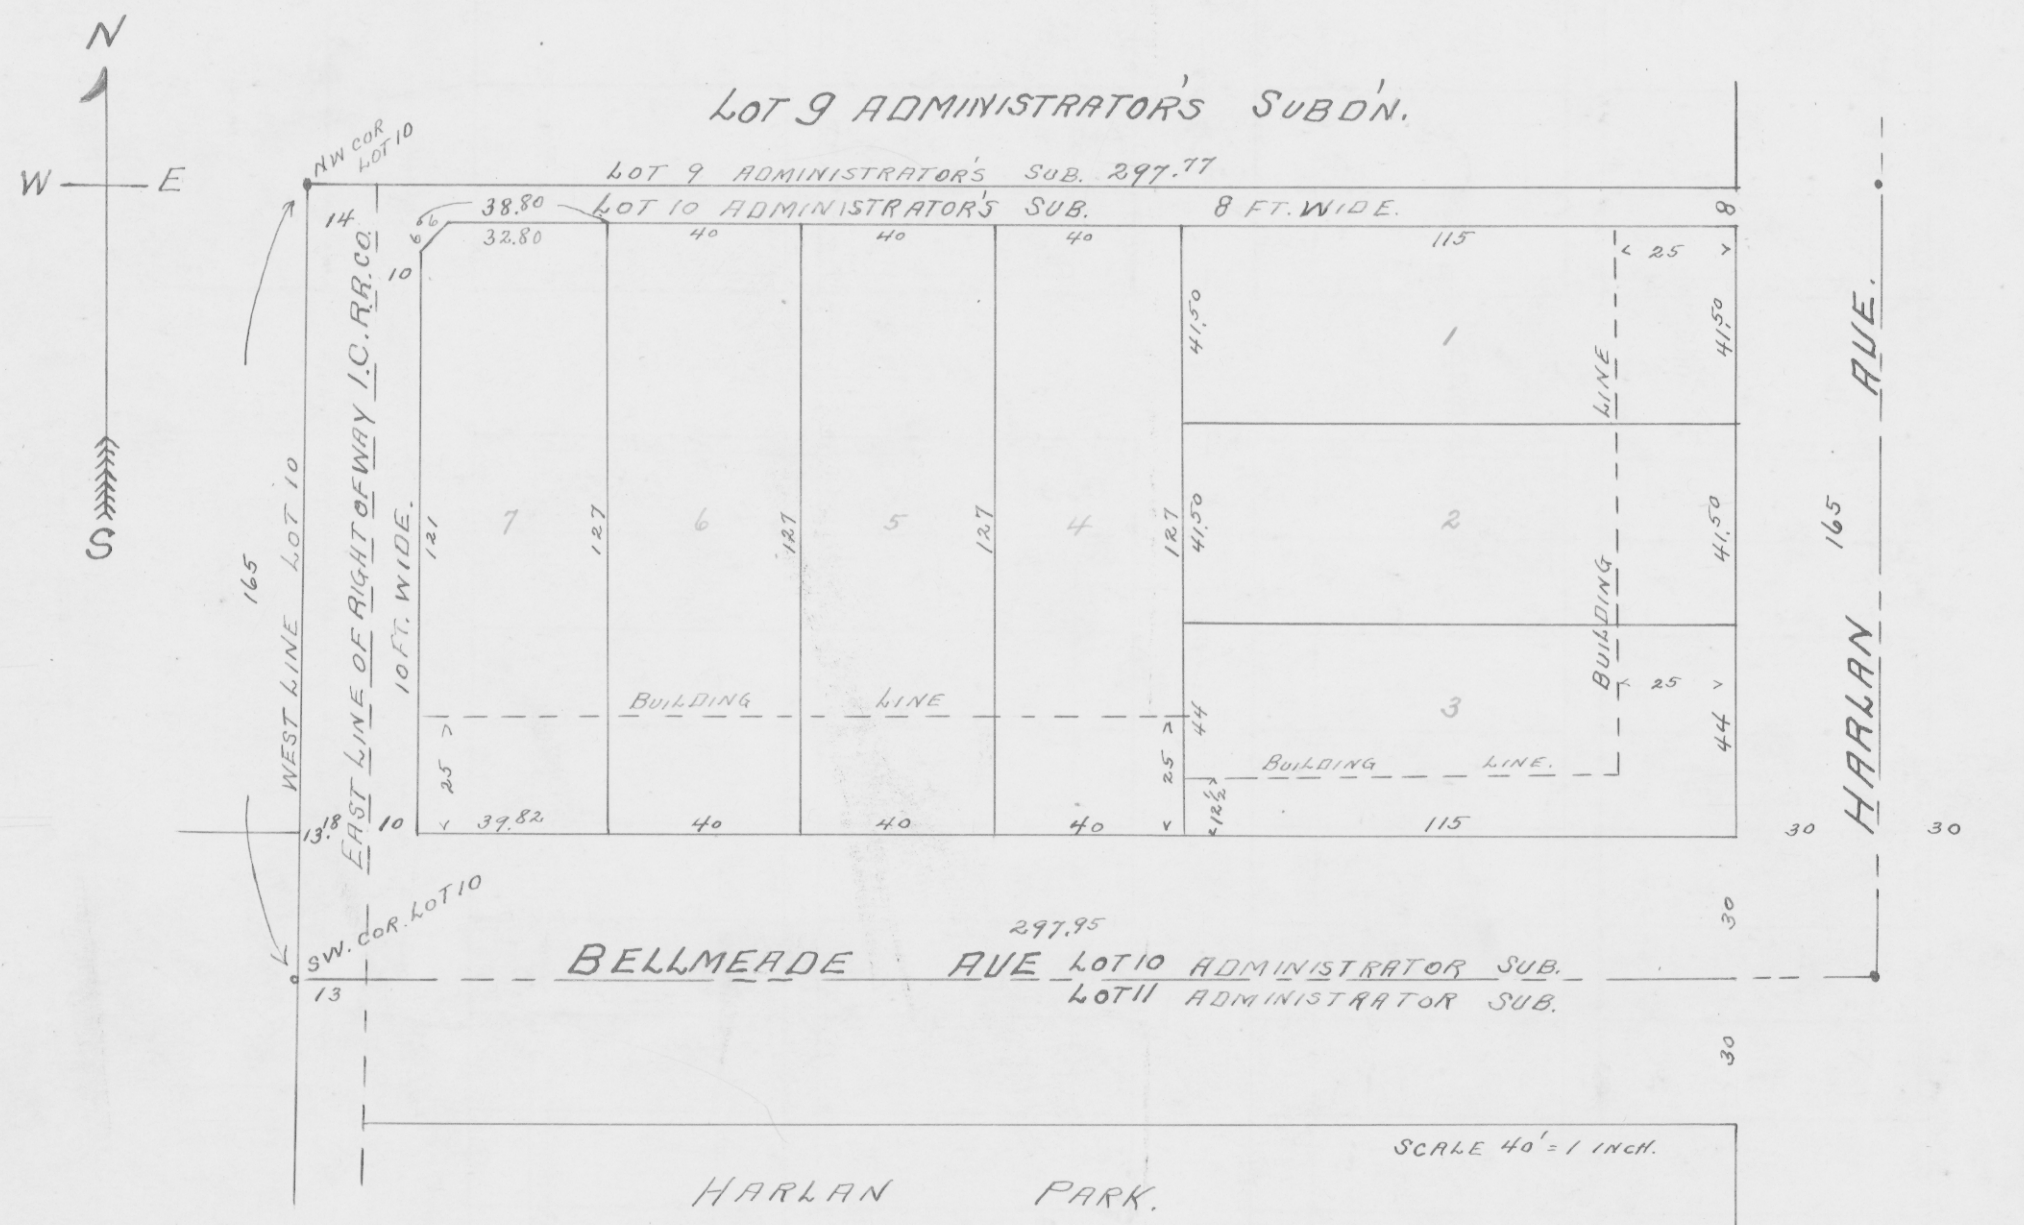 N
W E
S
LOT 9 ADMINISTRATOR'S SUBD'N.
NW COR
LOT 10
LOT 9 ADMINISTRATOR'S SUB. 297.77
LOT 10 ADMINISTRATOR'S SUB. 8 FT. WIDE. 8
14 38.80
6 6 32.80 40 40 40 115 25
10
41.50 41.50
1
165
WEST LINE LOT 10
EAST LINE OF RIGHT OF WAY I.C.RR.CO.
10 FT. WIDE.
121 127 127 127 127
7 6 5 4
41.50 2 41.50
BUILDING LINE
165
HARLAN AVE.
BUILDING LINE
44 3 25 44
25 25
BUILDING LINE.
12½
13.18 10 39.82 40 40 40 115 30 30
SW. COR. LOT 10
30
297.95
BELLMEADE AVE LOT 10 ADMINISTRATOR SUB.
13 LOT 11 ADMINISTRATOR SUB.
30
SCALE 40'=1 INCH.
HARLAN PARK.